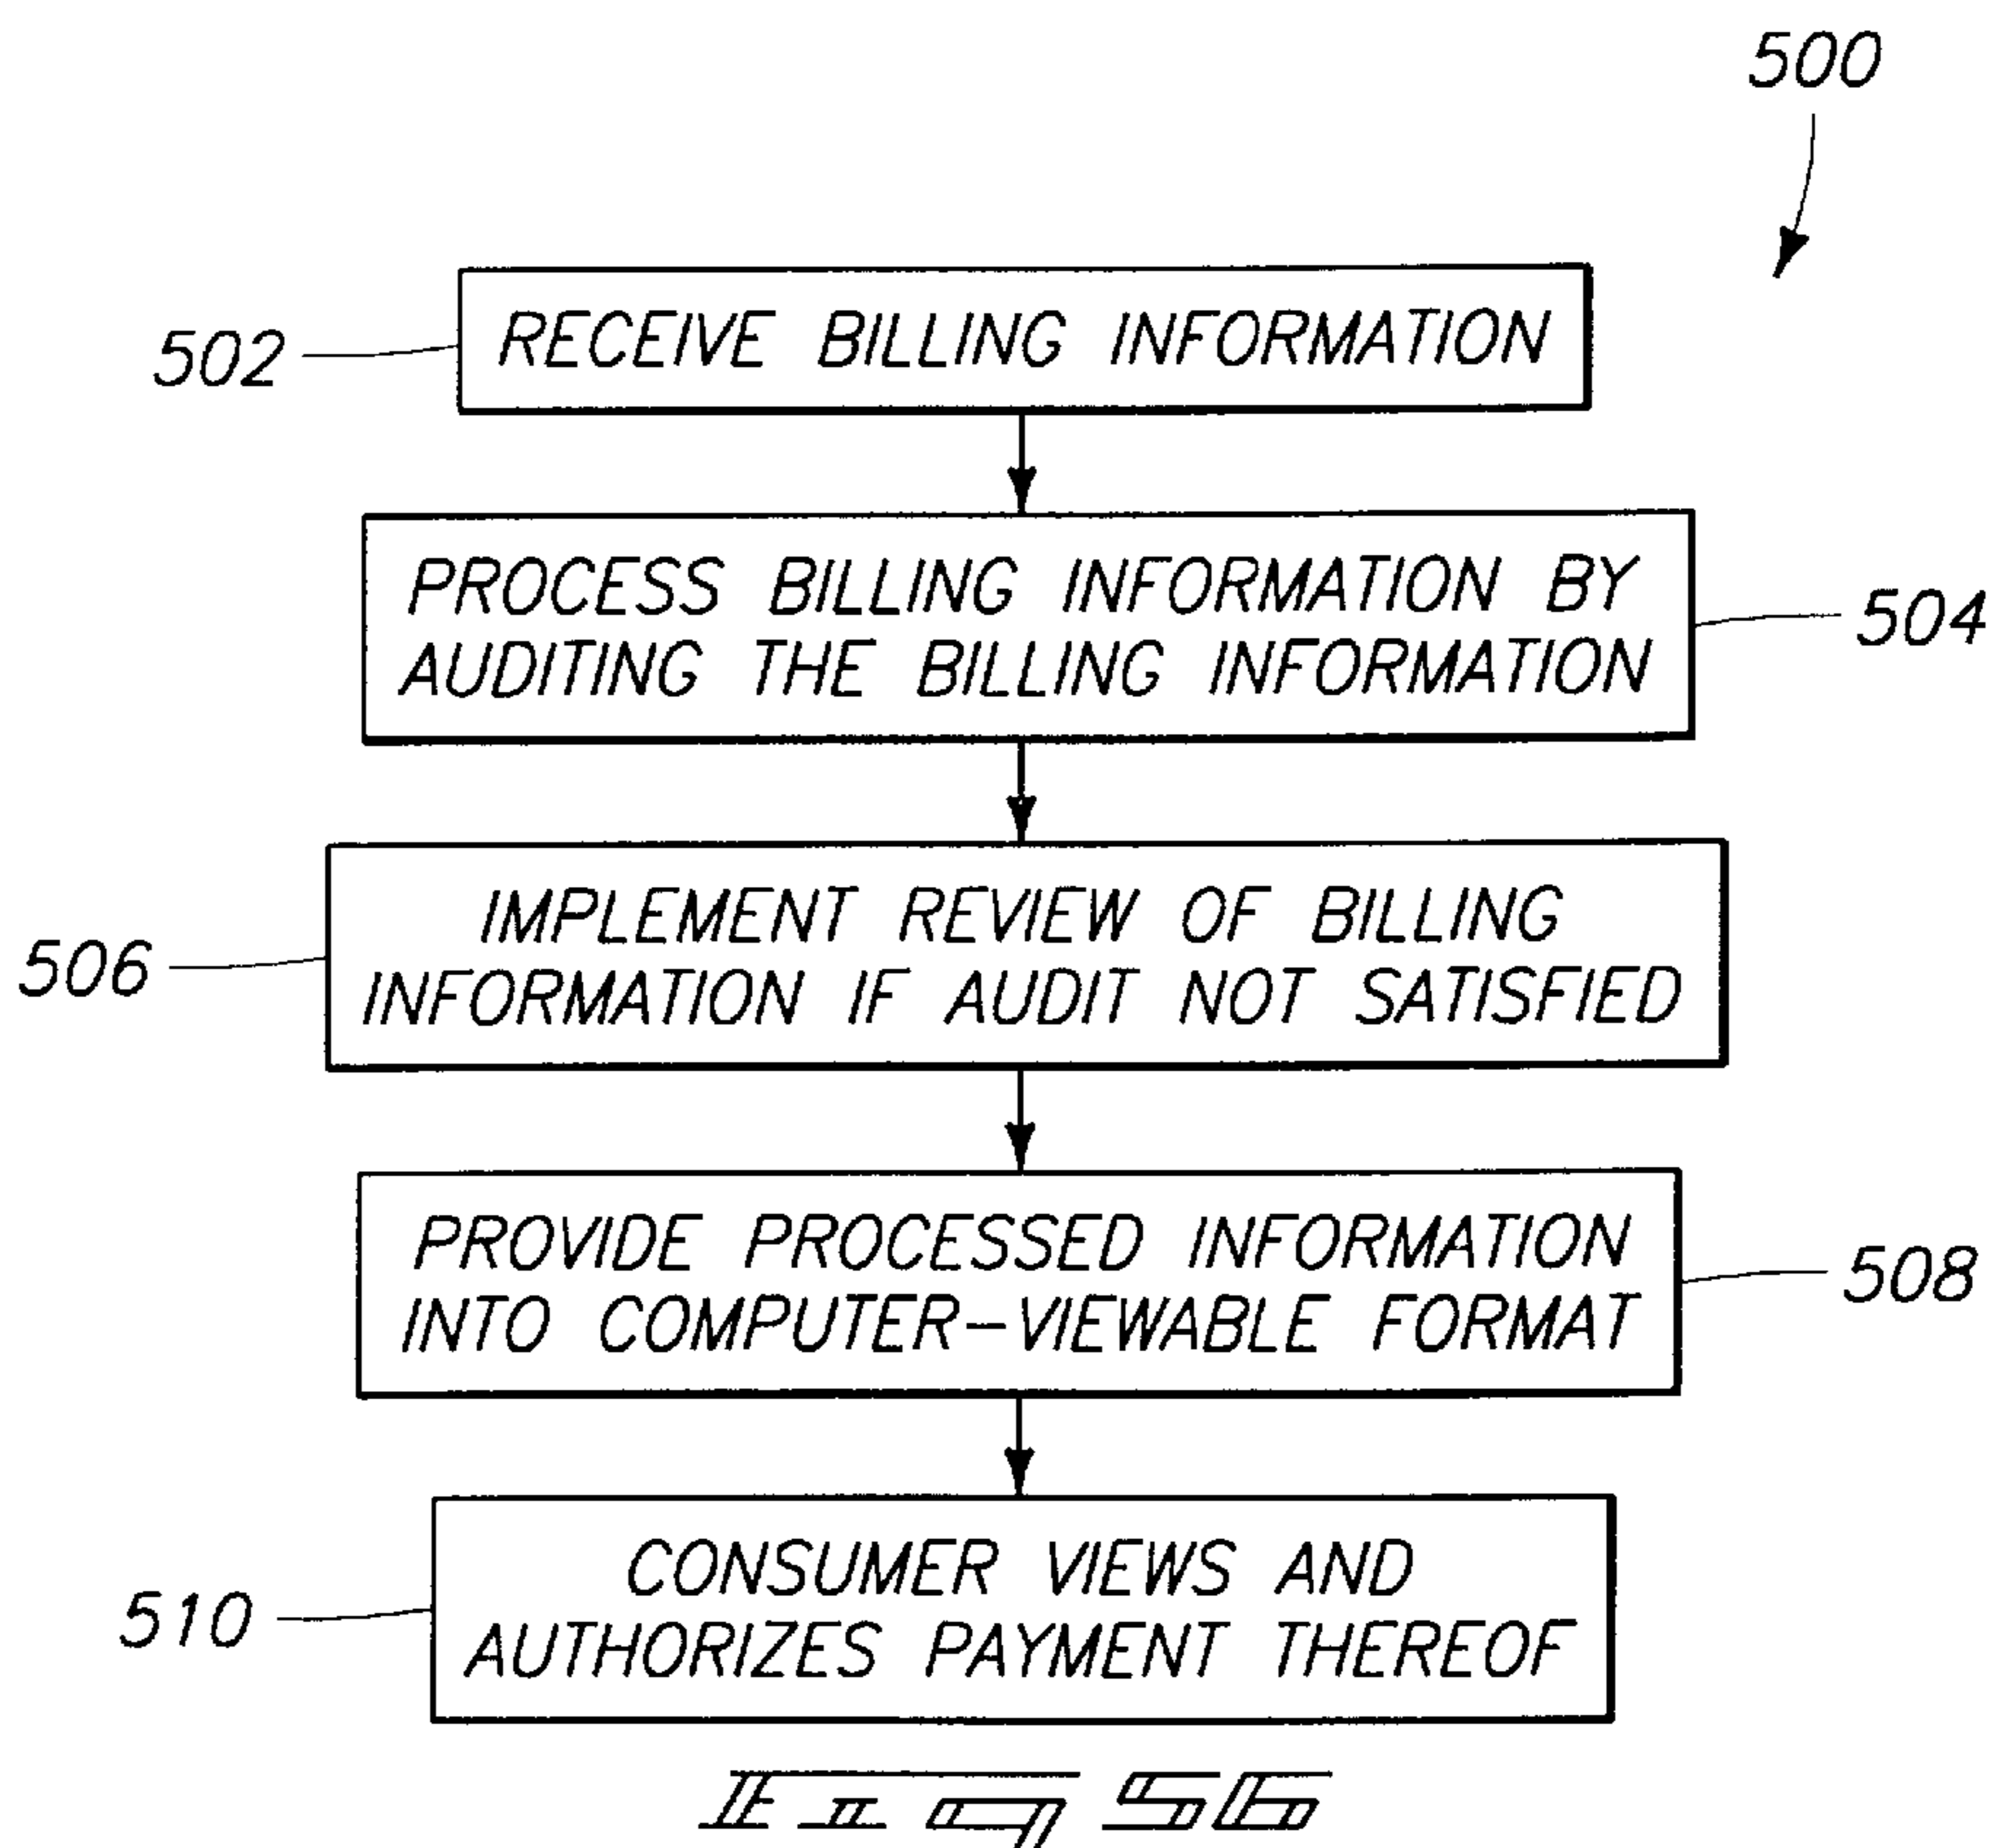 500
502
RECEIVE BILLING INFORMATION
PROCESS BILLING INFORMATION BY
AUDITING THE BILLING INFORMATION
504
506
IMPLEMENT REVIEW OF BILLING
INFORMATION IF AUDIT NOT SATISFIED
PROVIDE PROCESSED INFORMATION
INTO COMPUTER-VIEWABLE FORMAT
508
510
CONSUMER VIEWS AND
AUTHORIZES PAYMENT THEREOF
Fig 56